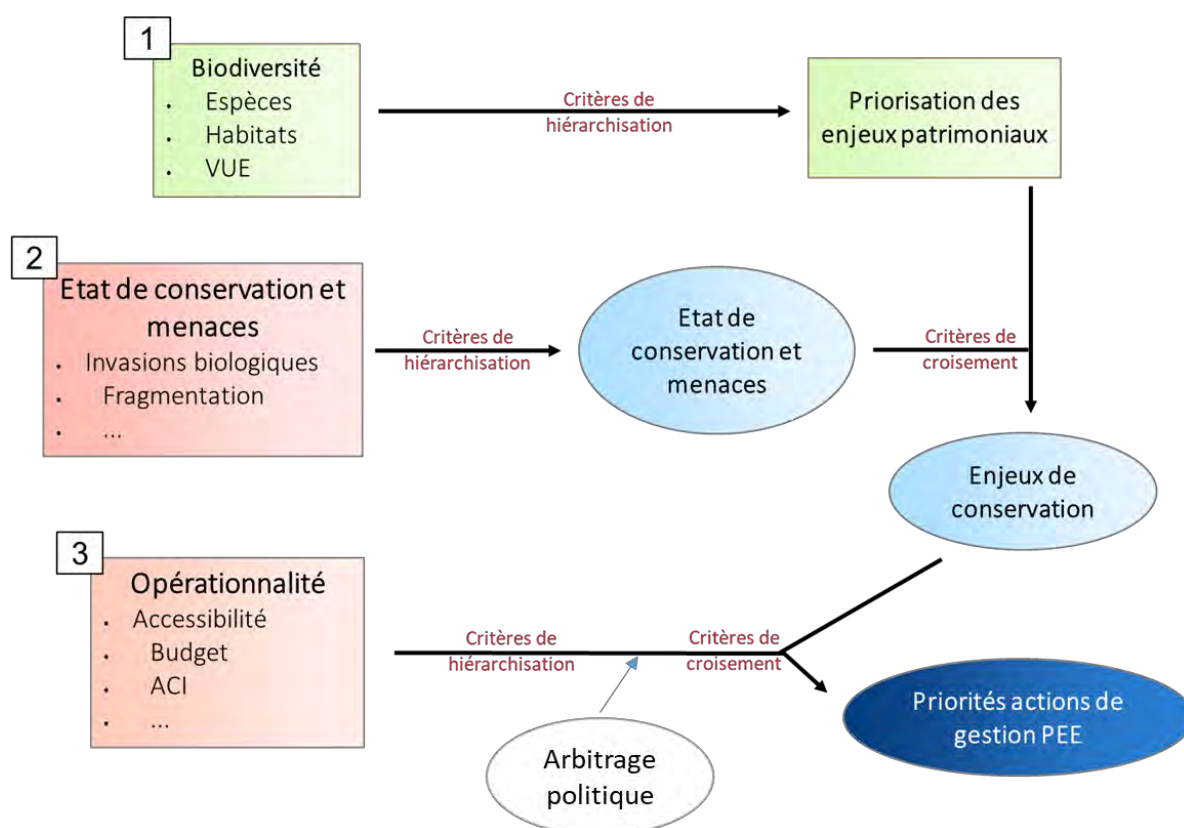 1
Biodiversité
. Espèces
. Habitats
. VUE
Critères de
hiérarchisation
Priorisation des
enjeux patrimoniaux
2
Etat de conservation et
menaces
. Invasions biologiques
. Fragmentation
. ...
Critères de
hiérarchisation
Etat de
conservation et
menaces
Critères de
croisement
Enjeux de
conservation
3
Opérationnalité
. Accessibilité
. Budget
. ACI
. ...
Critères de
hiérarchisation
Critères de
croisement
Arbitrage
politique
Priorités actions de
gestion PEE